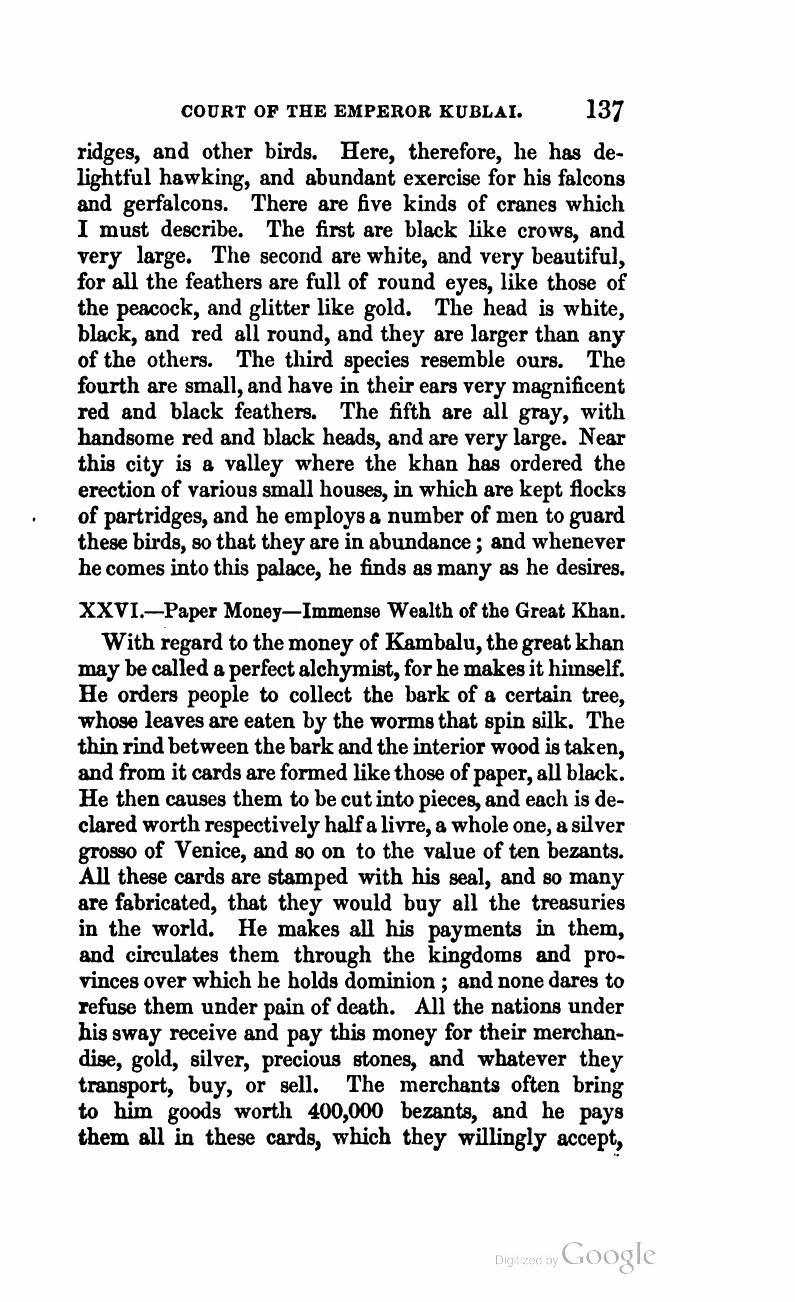 COURT OF THE EMPEROR KUBLAI. 137
ridges, and other birds. Here, therefore, he has de-
lightful hawking, and abundant exercise for his falcons
and gerfalcons. There are five kinds of cranes which
I must describe. The first are black like crows, and
very large. The second are white, and very beautiful,
for all the feathers are full of round eyes, like those of
the peacock, and glitter like gold. The head is white,
black, and red all round, and they are larger than any
of the others. The third species resemble ours. The
fourth are small, and have in their ears very magnificent
red and black feathers. The fifth are all gray, with
handsome red and black heads, and are very large. Near
this city is a valley where the khan has ordered the
erection of various small houses, in which are kept flocks
of partridges, and he employs a number of men to guard
these birds, so that they are in abundance; and whenever
he comes into this palace, he finds as many as he desires.
XXVI.—Paper Money—Immense Wealth of the Great Khan.
With regard to the money of Kambalu, the great khan
may be called a perfect alchymist, for he makes it himself.
He orders people to collect the bark of a certain tree,
whose leaves are eaten by the worms that spin silk. The
thin rind between the bark and the interior wood is taken,
and from it cards are formed like those of paper, all black.
He then causes them to be cut into pieces, and each is de-
clared worth respectively half a livre, a whole one, a silver
grosso of Venice, and so on to the value of ten bezants.
All these cards are stamped with his seal, and so many
are fabricated, that they would buy all the treasuries
in the world. He makes all his payments in them,
and circulates them through the kingdoms and pro-
vinces over which he holds dominion; and none dares to
refuse them under pain of death. All the nations under
his sway receive and pay this money for their merchan-
dise, gold, silver, precious stones, and whatever they
transport, buy, or sell. The merchants often bring
to him goods worth 400,000 bezants, and he pays
them all in these cards, which they willingly accept,
Digitized by Google